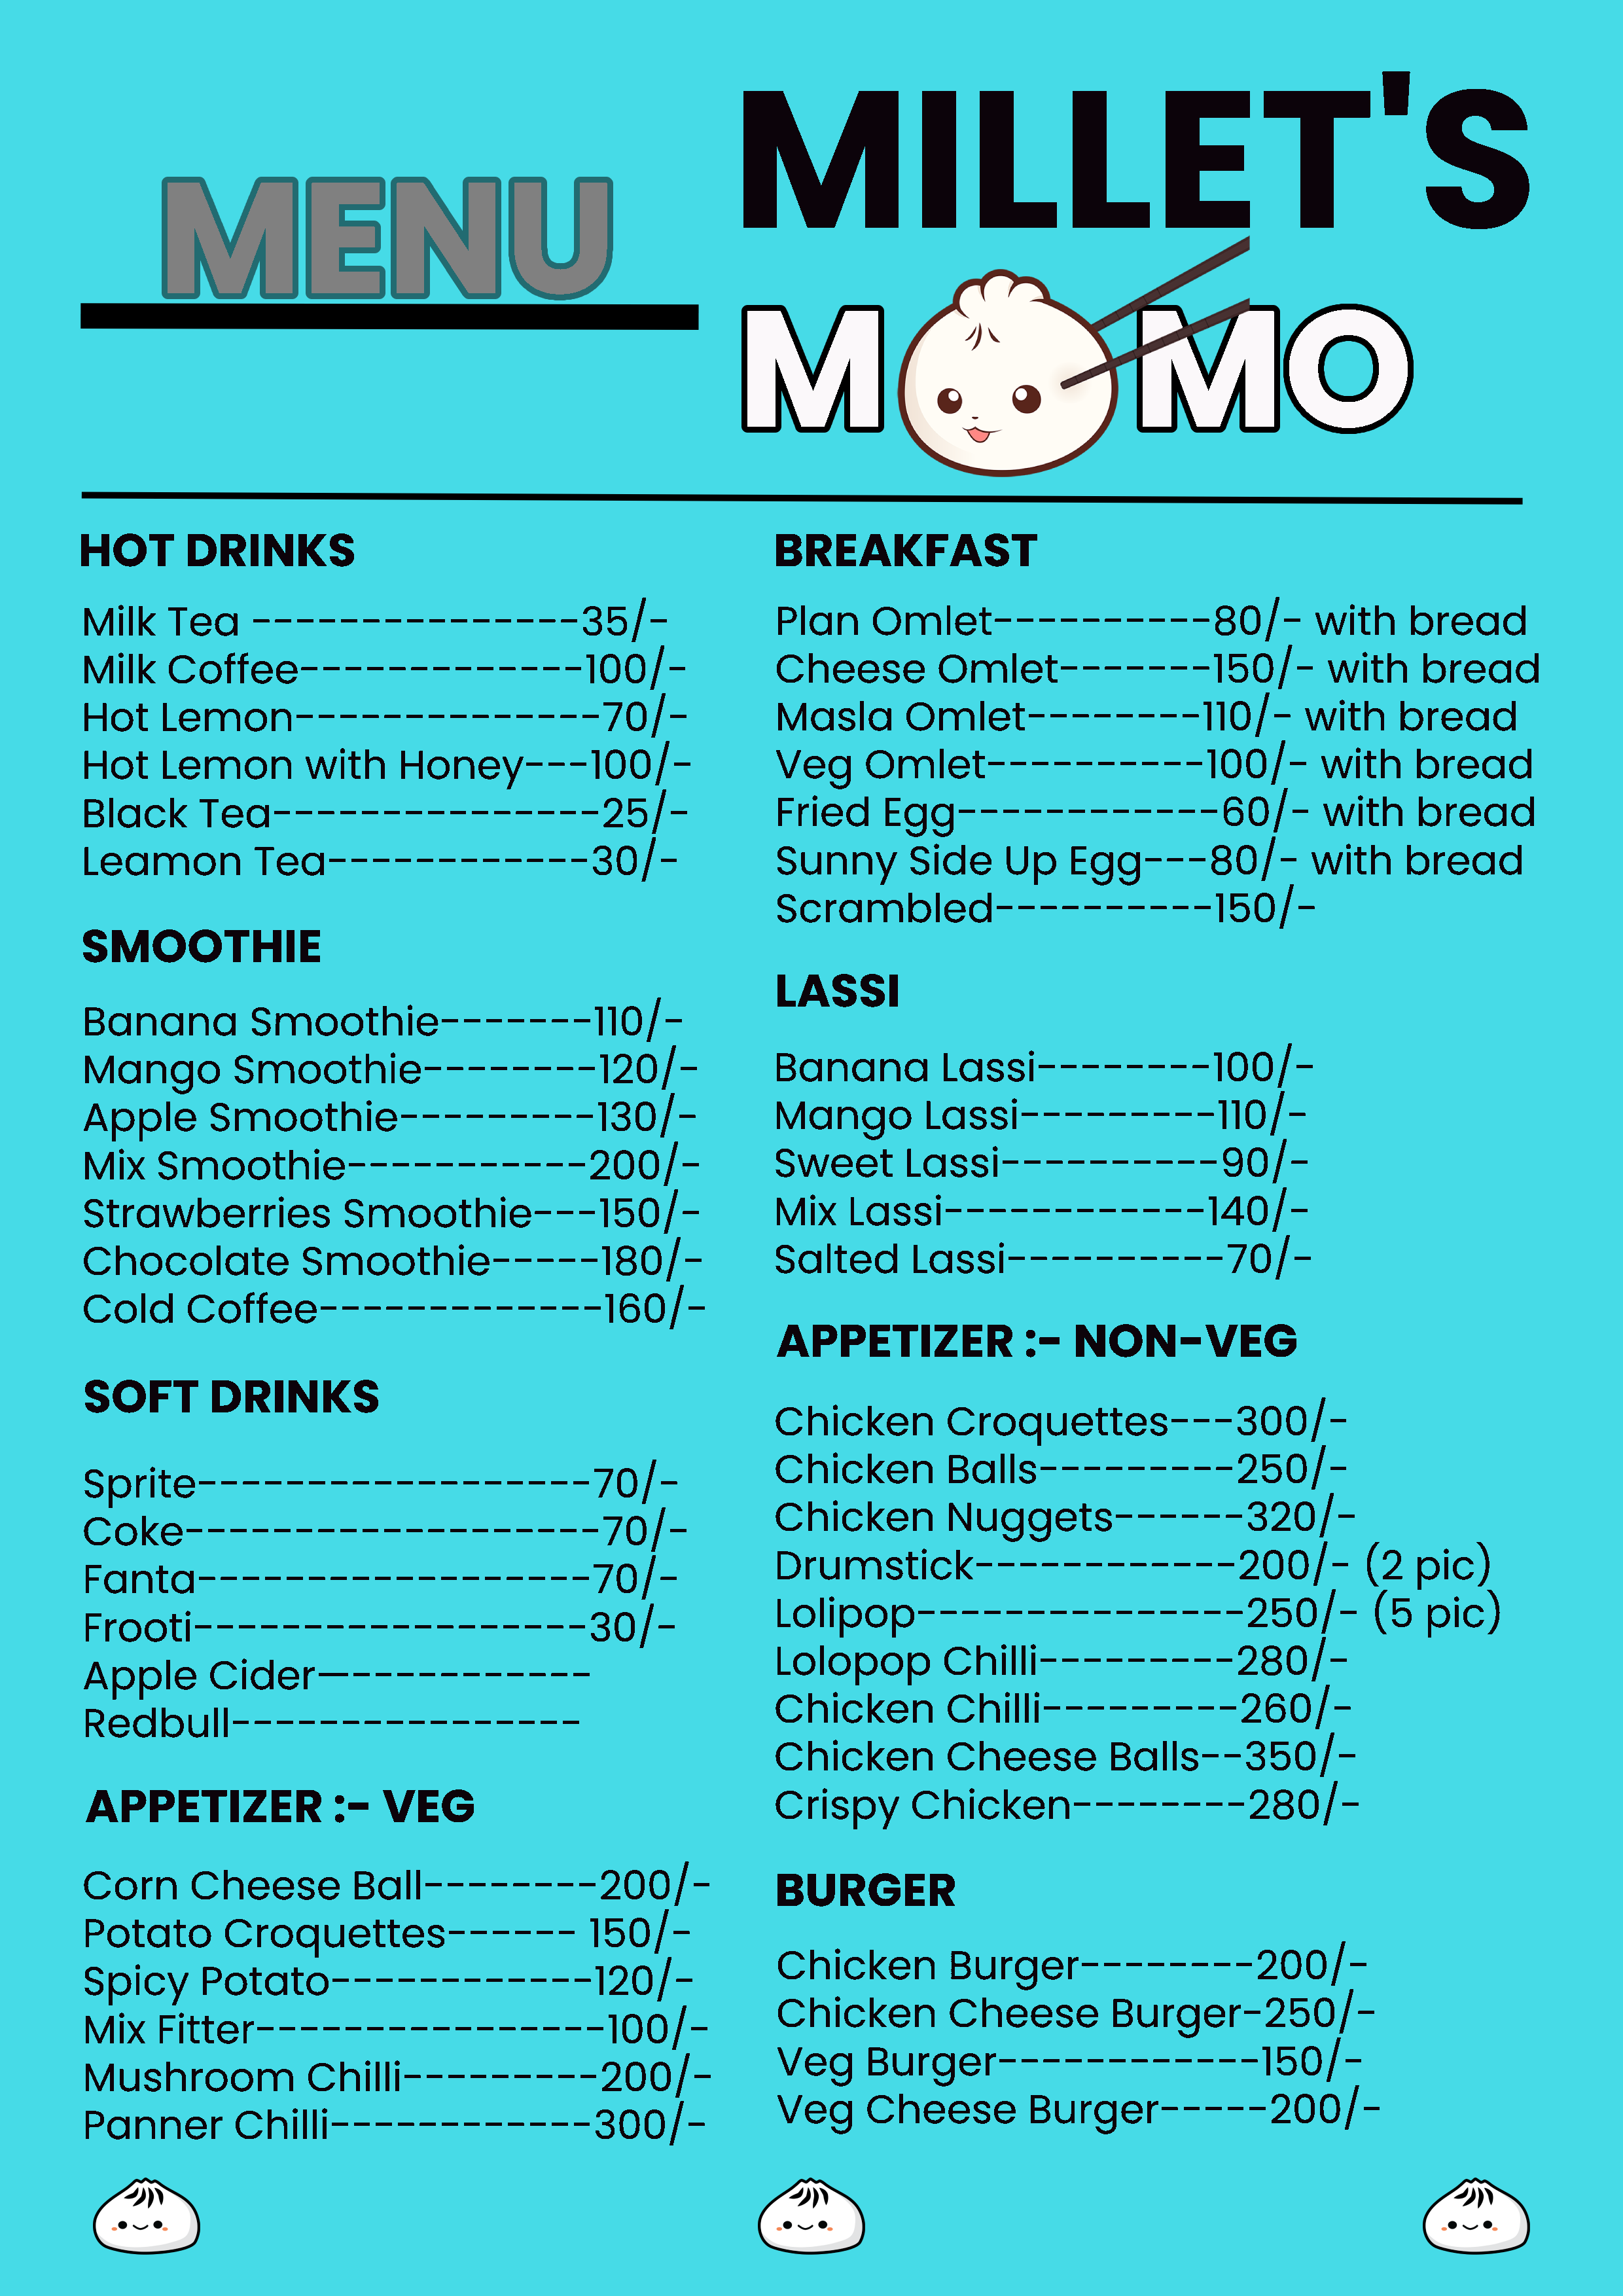 MENU
MILLET'S
MOMO
HOT DRINKS
Milk Tea ---------------35/-
Milk Coffee-------------100/-
Hot Lemon--------------70/-
Hot Lemon with Honey---100/-
Black Tea---------------25/-
Leamon Tea------------30/-
SMOOTHIE
Banana Smoothie-------110/-
Mango Smoothie--------120/-
Apple Smoothie---------130/-
Mix Smoothie-----------200/-
Strawberries Smoothie---150/-
Chocolate Smoothie-----180/-
Cold Coffee-------------160/-
SOFT DRINKS
Sprite------------------70/-
Coke-------------------70/-
Fanta------------------70/-
Frooti------------------30/-
Apple Cider—-----------
Redbull----------------
APPETIZER :- VEG
Corn Cheese Ball--------200/-
Potato Croquettes------ 150/-
Spicy Potato------------120/-
Mix Fitter----------------100/-
Mushroom Chilli---------200/-
Panner Chilli------------300/-
BREAKFAST
Plan Omlet----------80/- with bread
Cheese Omlet-------150/- with bread
Masla Omlet--------110/- with bread
Veg Omlet----------100/- with bread
Fried Egg------------60/- with bread
Sunny Side Up Egg---80/- with bread
Scrambled----------150/-
LASSI
Banana Lassi--------100/-
Mango Lassi---------110/-
Sweet Lassi----------90/-
Mix Lassi------------140/-
Salted Lassi----------70/-
APPETIZER :- NON-VEG
Chicken Croquettes---300/-
Chicken Balls---------250/-
Chicken Nuggets------320/-
Drumstick------------200/- (2 pic)
Lolipop---------------250/- (5 pic)
Lolopop Chilli---------280/-
Chicken Chilli---------260/-
Chicken Cheese Balls--350/-
Crispy Chicken--------280/-
BURGER
Chicken Burger--------200/-
Chicken Cheese Burger-250/-
Veg Burger------------150/-
Veg Cheese Burger-----200/-